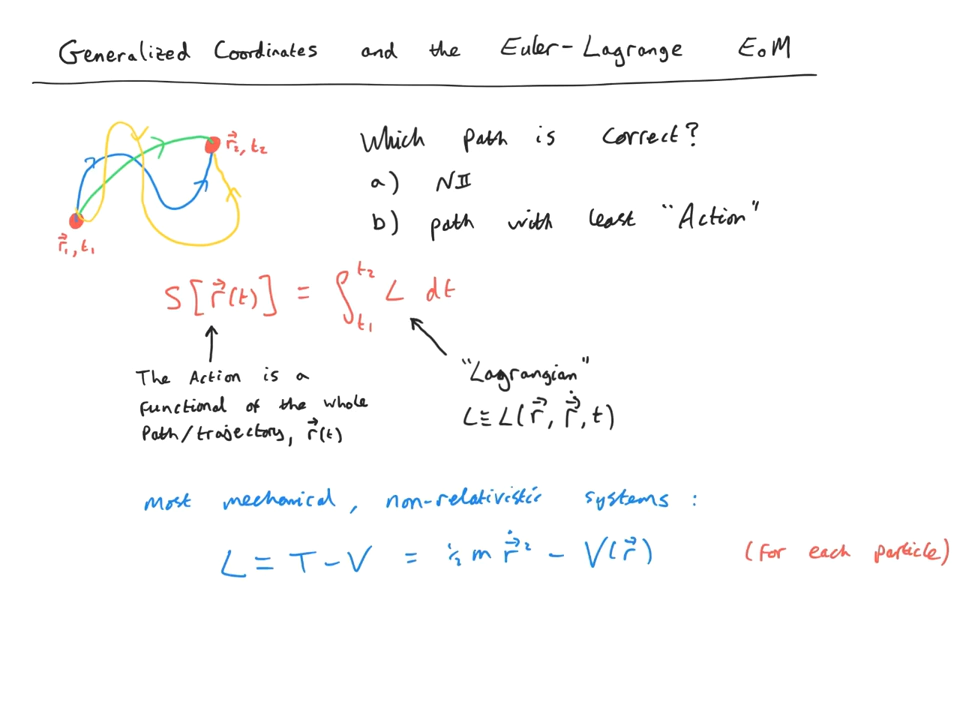 Generalized Coordinates and the Euler-Lagrange EoM
r⃗₂, t₂
r⃗₁, t₁
Which path is correct?
a) NII
b) path with least "Action"
S[r⃗(t)] = ∫_{t₁}^{t₂} L dt
The Action is a
functional of the whole
Path/trajectory, r⃗(t)
"Lagrangian"
L ≡ L(r⃗, ṙ⃗, t)
most mechanical, non-relativistic systems:
L = T - V = ½ m ṙ⃗² - V(r⃗) (for each particle)